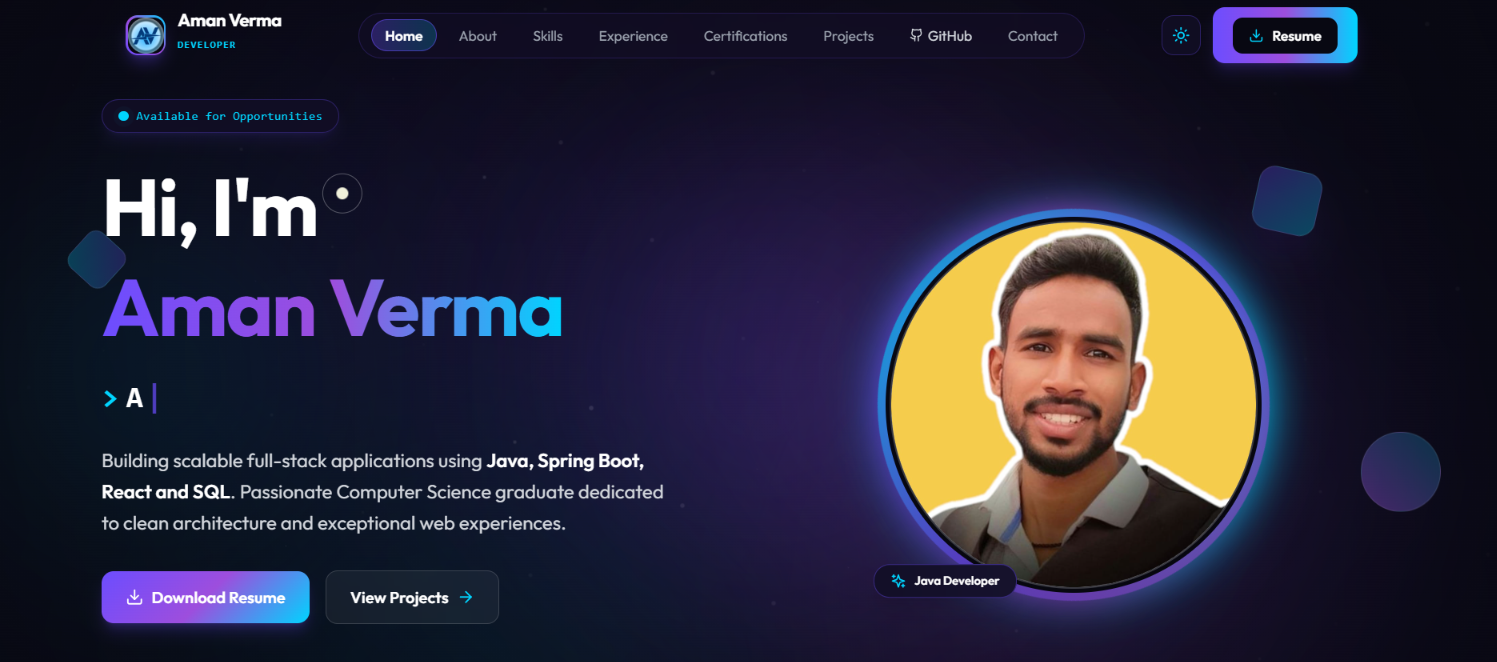 Aman Verma
DEVELOPER
Home
About
Skills
Experience
Certifications
Projects
GitHub
Contact
Resume
Available for Opportunities
Hi, I'm
Aman Verma
> A
Building scalable full-stack applications using Java, Spring Boot,
React and SQL. Passionate Computer Science graduate dedicated
to clean architecture and exceptional web experiences.
Download Resume
View Projects →
Java Developer